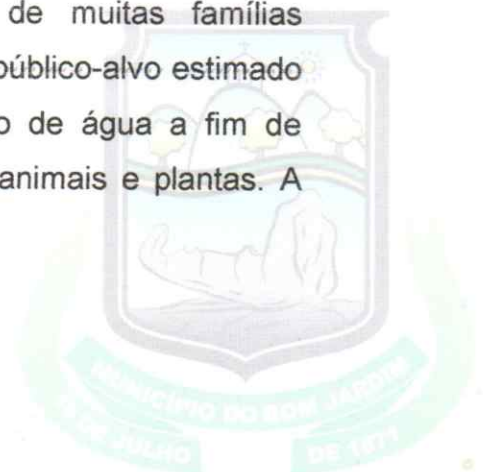 de muitas famílias
público-alvo estimado
o de água a fim de
animais e plantas. A
MUNICÍPIO DO BOM JARDIM
DE JULHO DE 1871